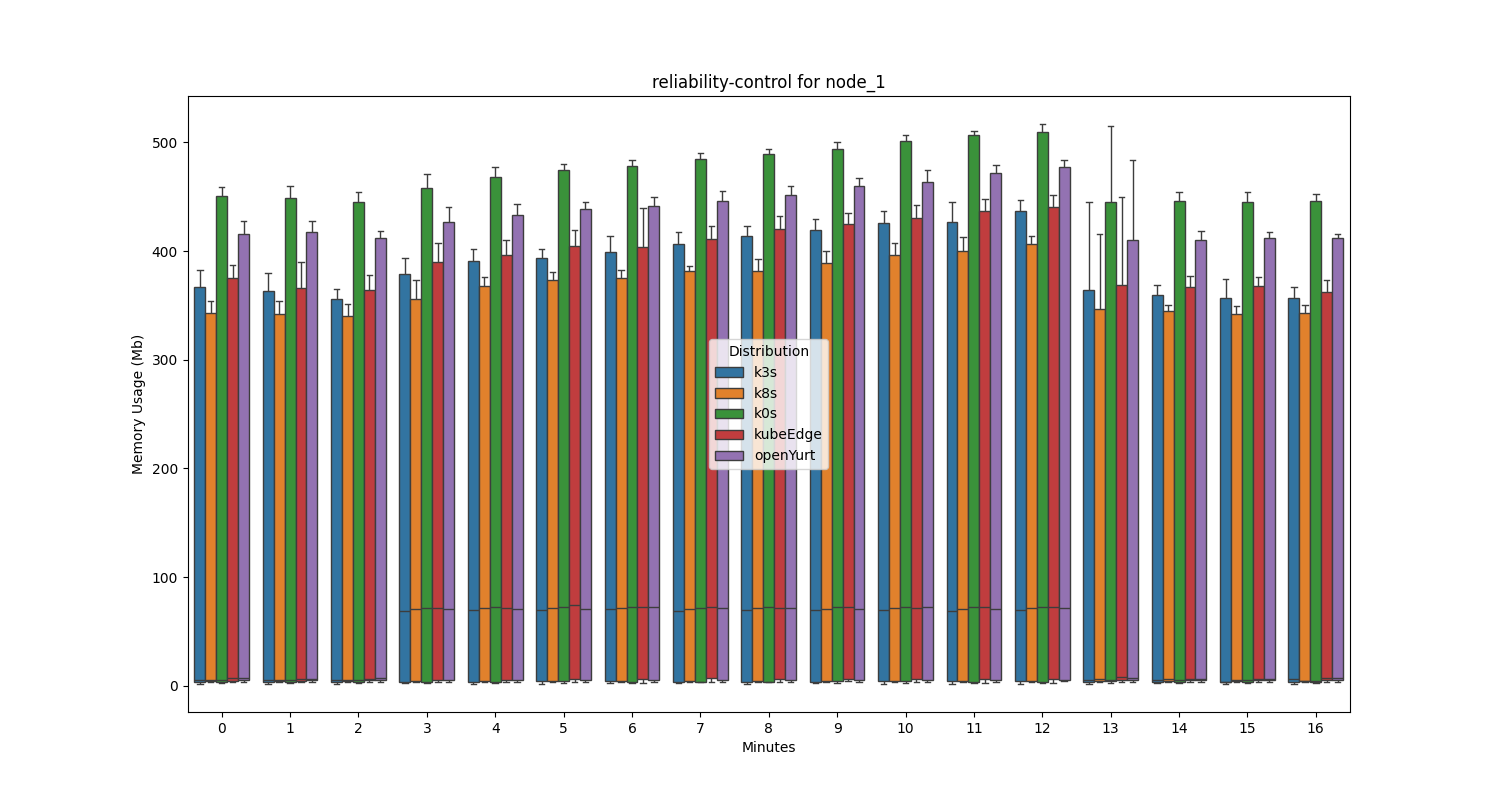 reliability-control for node_1
Memory Usage (Mb)
500
400
300
200
100
0
Distribution
k3s
k8s
k0s
kubeEdge
openYurt
0 1 2 3 4 5 6 7 8 9 10 11 12 13 14 15 16
Minutes